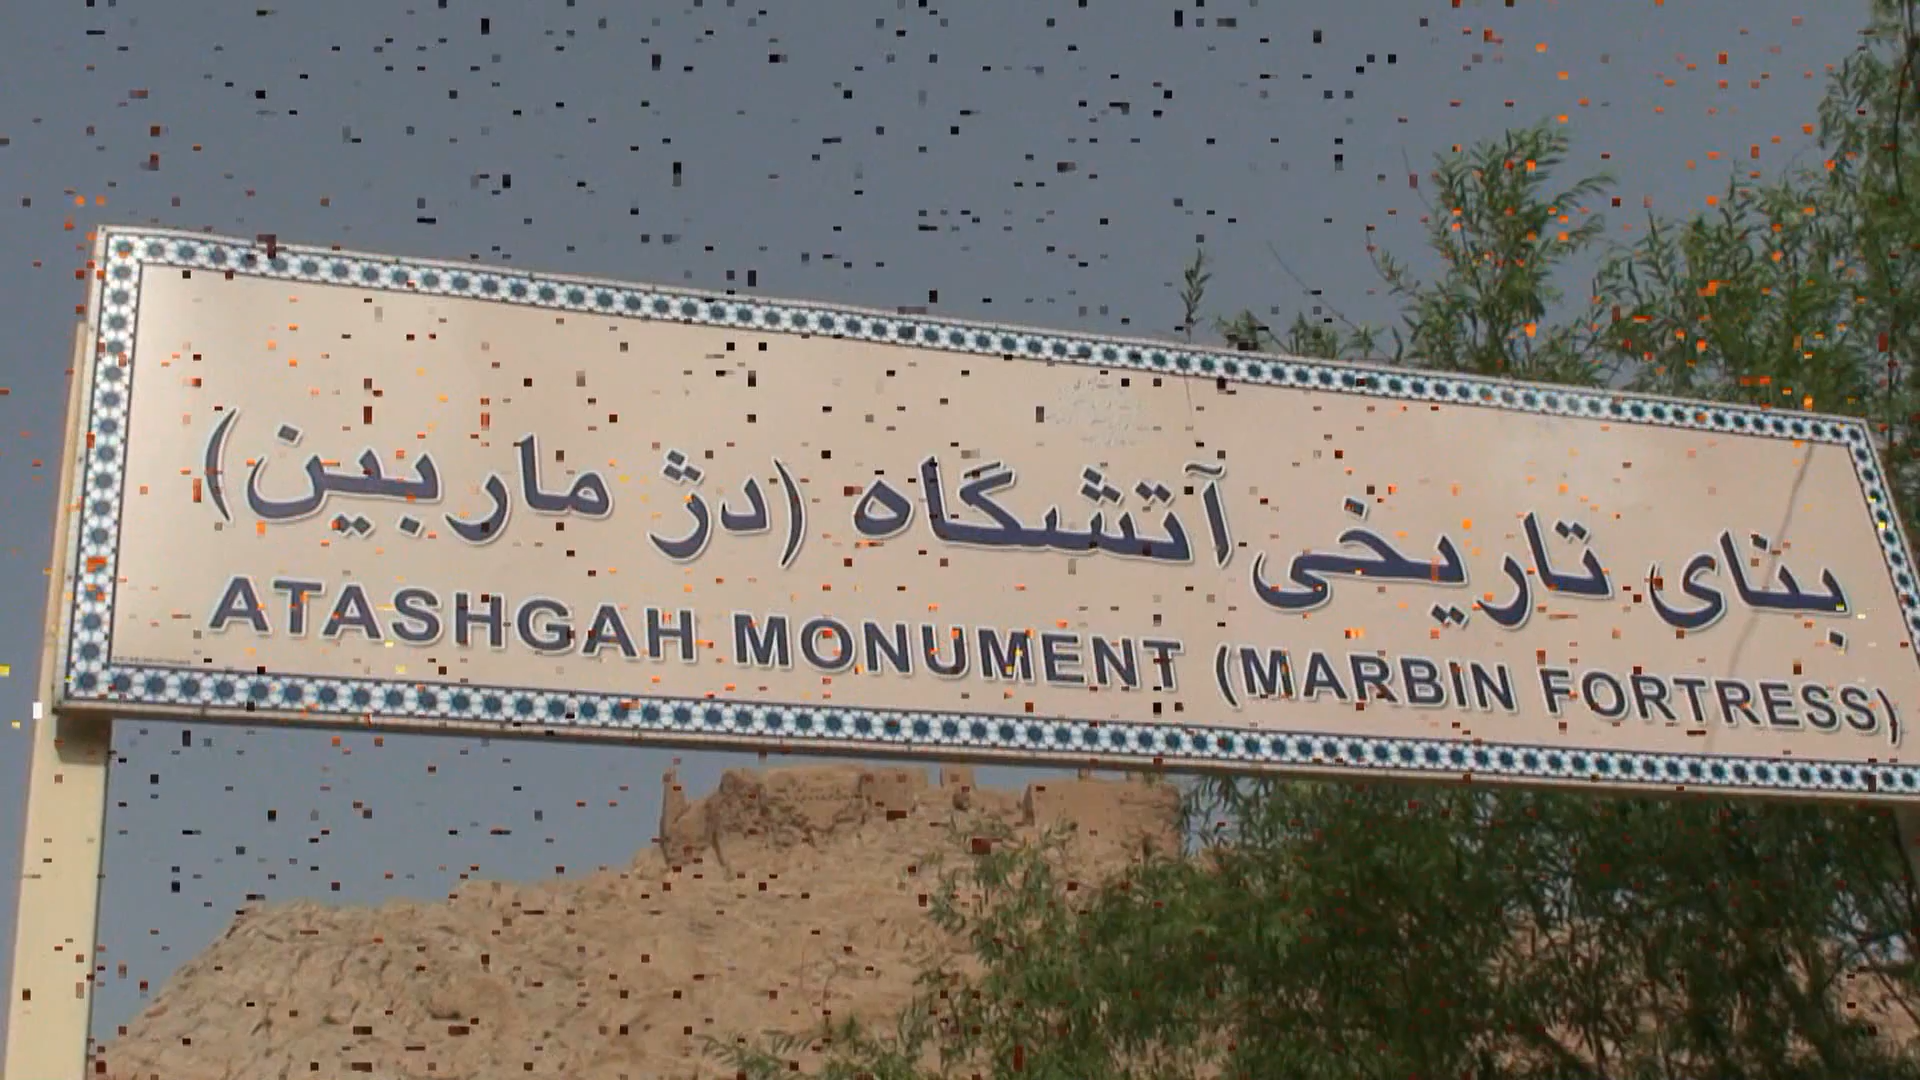 بنای تاریخی آتشگاه (دژ ماربین)
ATASHGAH MONUMENT (MARBIN FORTRESS)